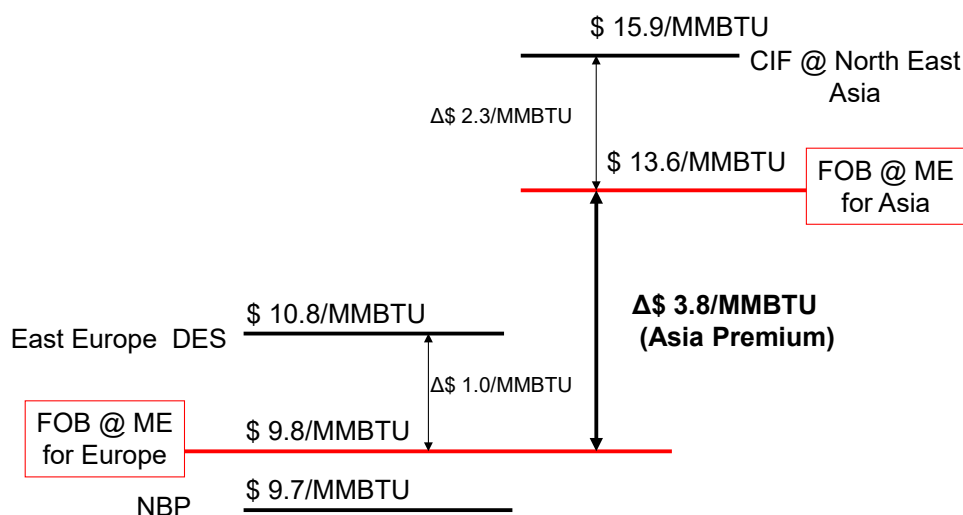 $ 15.9/MMBTU
CIF @ North East
Asia
Δ$ 2.3/MMBTU
$ 13.6/MMBTU
FOB @ ME
for Asia
Δ$ 3.8/MMBTU
(Asia Premium)
$ 10.8/MMBTU
East Europe DES
Δ$ 1.0/MMBTU
FOB @ ME
for Europe
$ 9.8/MMBTU
$ 9.7/MMBTU
NBP